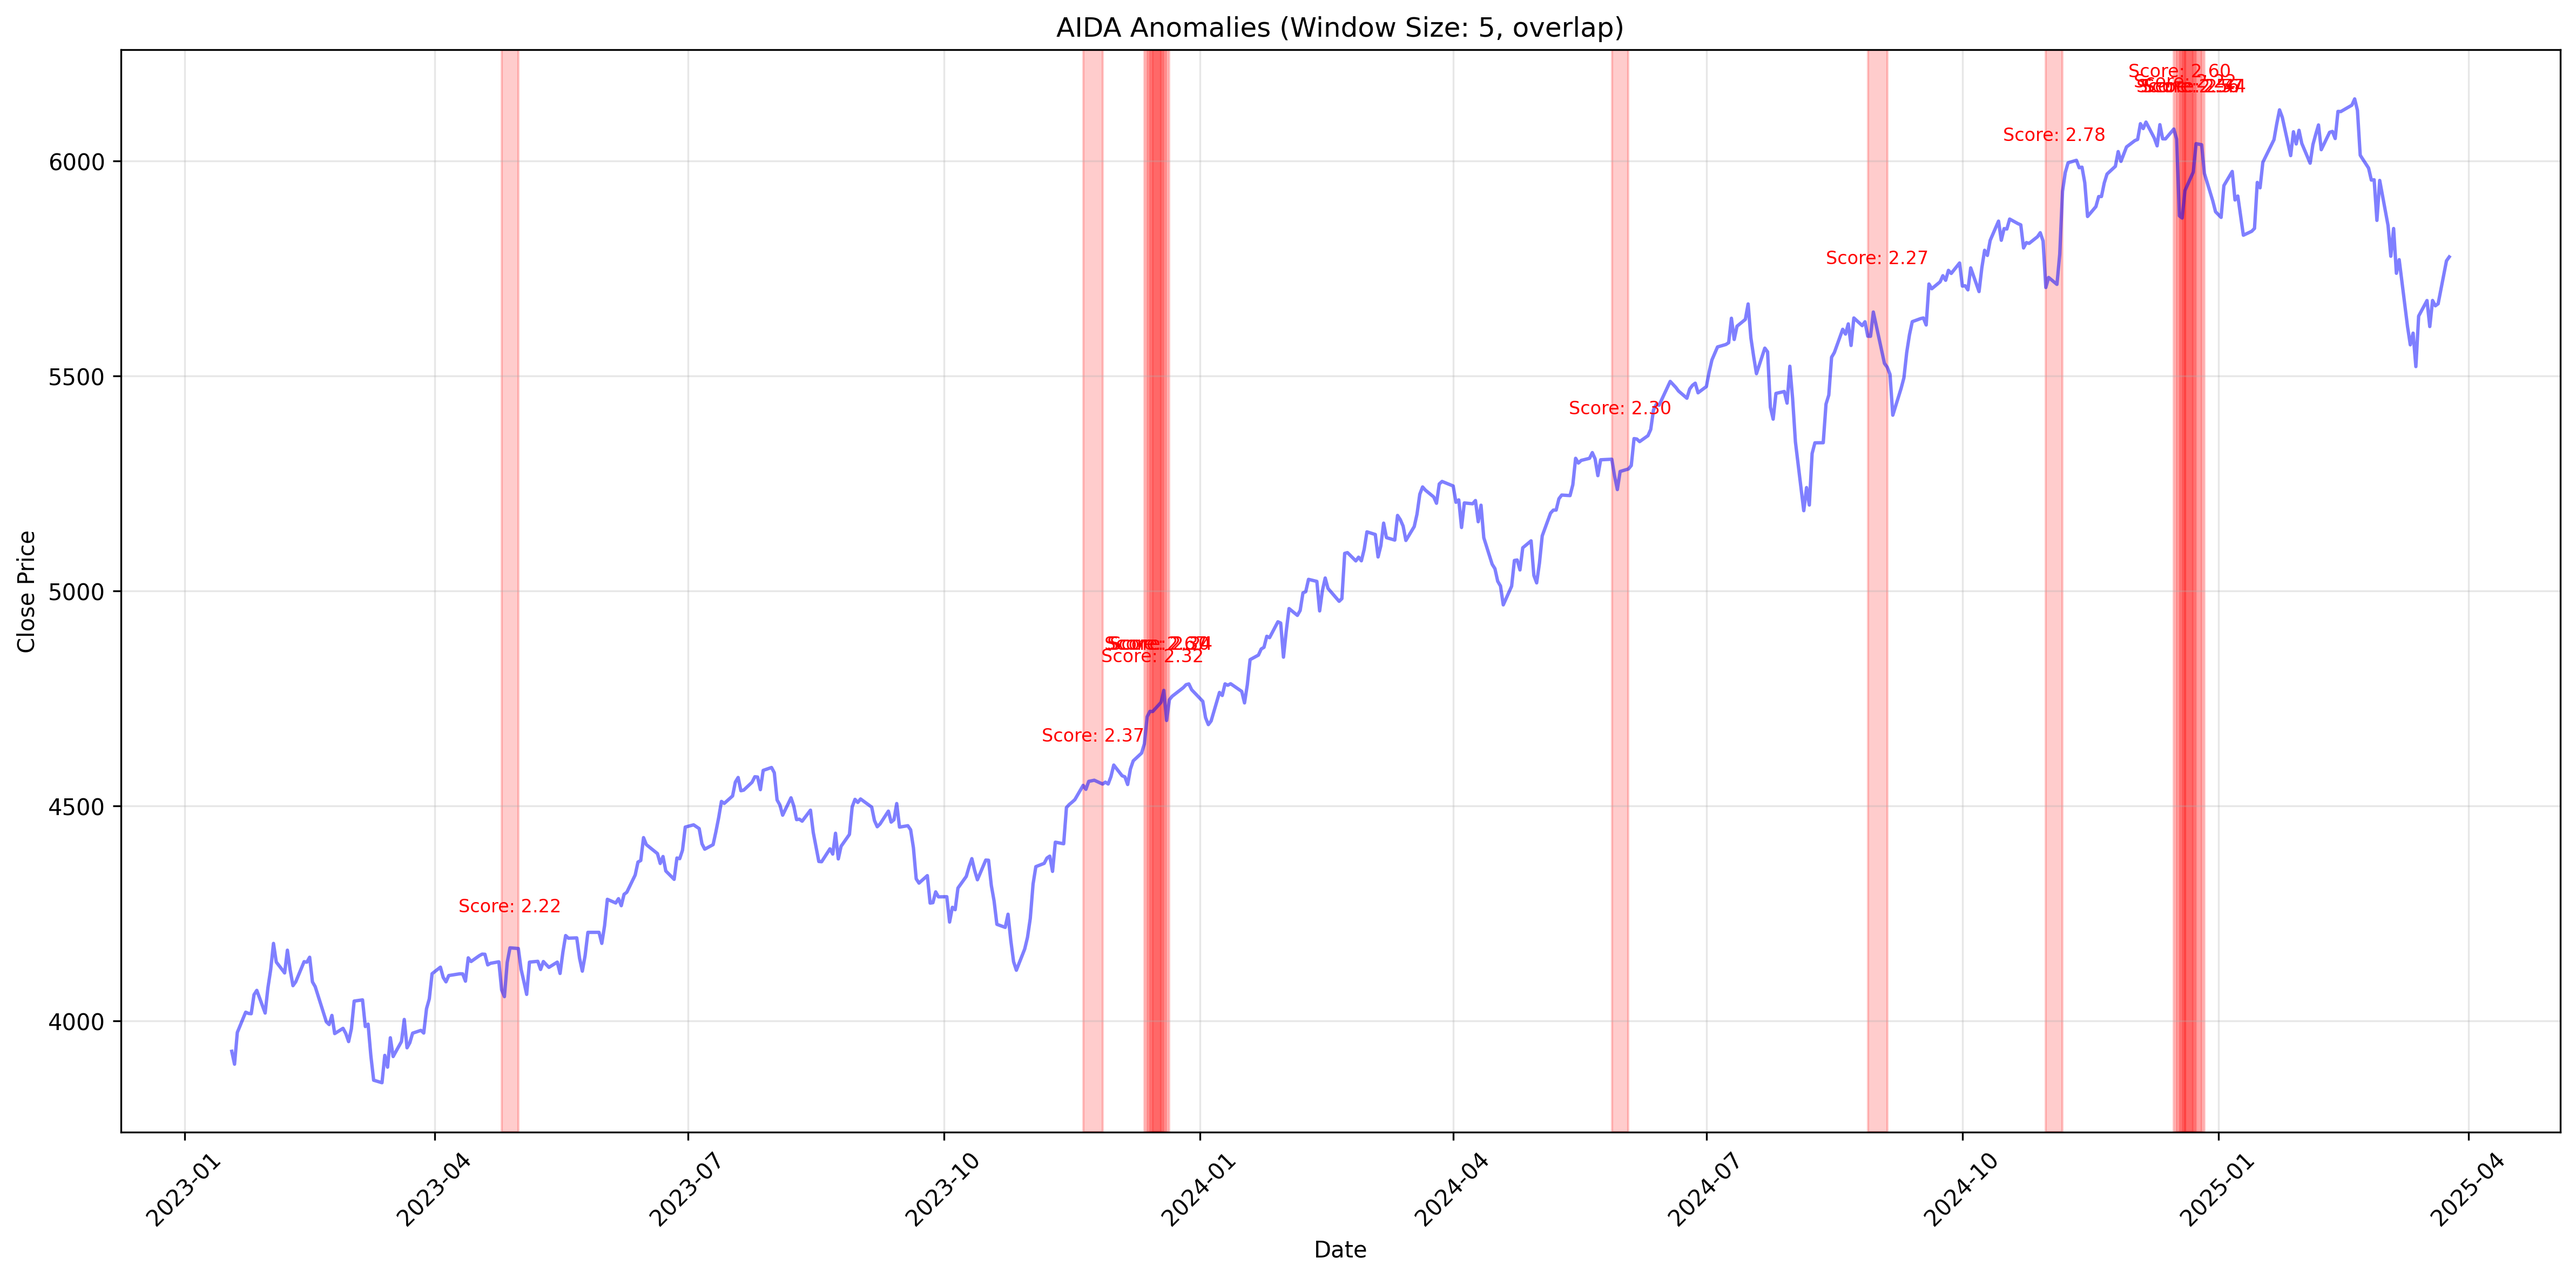 AIDA Anomalies (Window Size: 5, overlap)
Score: 2.60
Score: 2.78
Score: 2.27
Score: 2.30
Score: 2.32
Score: 2.37
Score: 2.22
Close Price
6000
5500
5000
4500
4000
2023-01
2023-04
2023-07
2023-10
2024-01
2024-04
2024-07
2024-10
2025-01
2025-04
Date